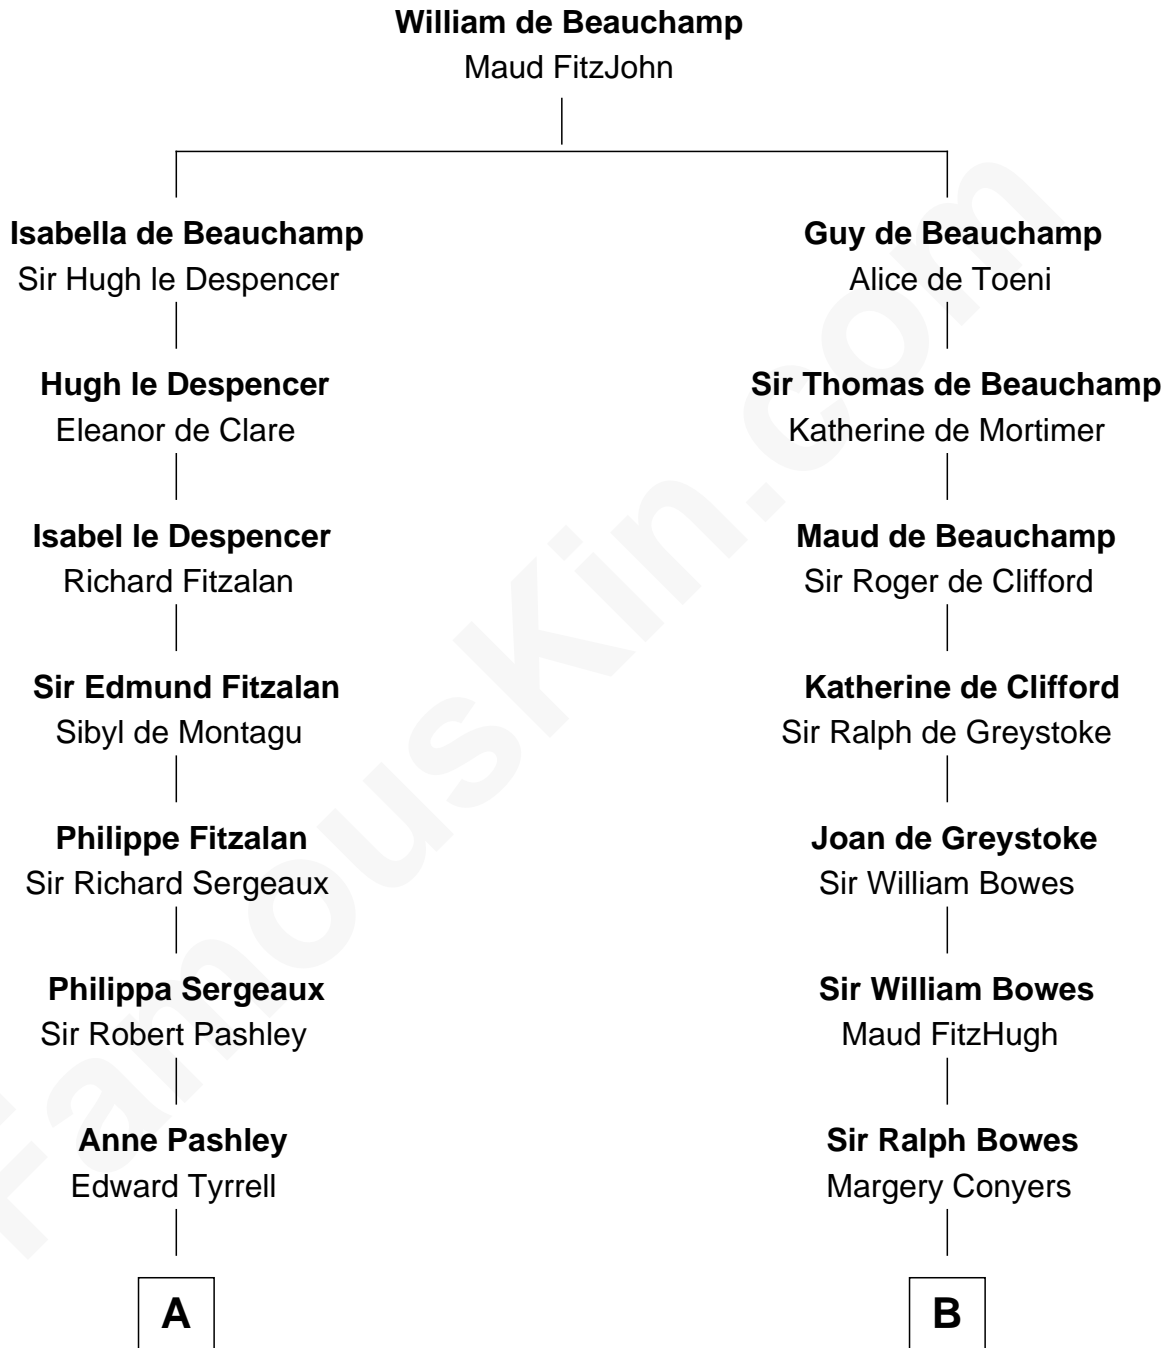 William de Beauchamp
Maud FitzJohn
Isabella de Beauchamp
Sir Hugh le Despencer
Guy de Beauchamp
Alice de Toeni
Hugh le Despencer
Eleanor de Clare
Sir Thomas de Beauchamp
Katherine de Mortimer
Isabel le Despencer
Richard Fitzalan
Maud de Beauchamp
Sir Roger de Clifford
Sir Edmund Fitzalan
Sibyl de Montagu
Katherine de Clifford
Sir Ralph de Greystoke
Philippe Fitzalan
Sir Richard Sergeaux
Joan de Greystoke
Sir William Bowes
Philippa Sergeaux
Sir Robert Pashley
Sir William Bowes
Maud FitzHugh
Anne Pashley
Edward Tyrrell
Sir Ralph Bowes
Margery Conyers
A
B
FamousKin.com